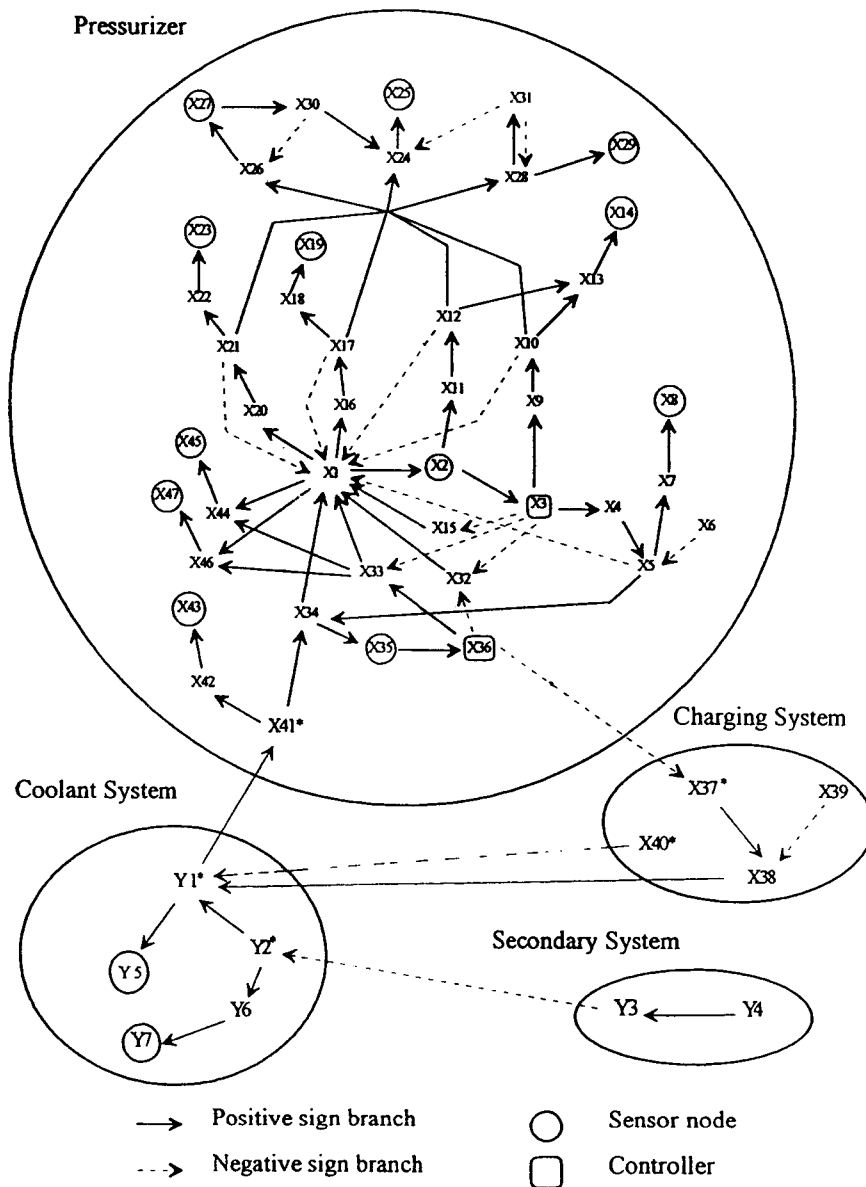 Pressurizer
X27
X30
X25
X31
X26
X24
X28
X29
X23
X19
X14
X13
X22
X18
X12
X21
X17
X10
X11
X9
X20
X16
X8
X45
X1
X2
X3
X4
X7
X47
X44
X15
X6
X46
X33
X32
X5
X43
X34
X35
X36
X42
X41*
Charging System
Coolant System
X37*
X39
X40*
X38
Y1*
Y2*
Secondary System
Y5
Y6
Y3
Y4
Y7
Positive sign branch
Sensor node
Negative sign branch
Controller